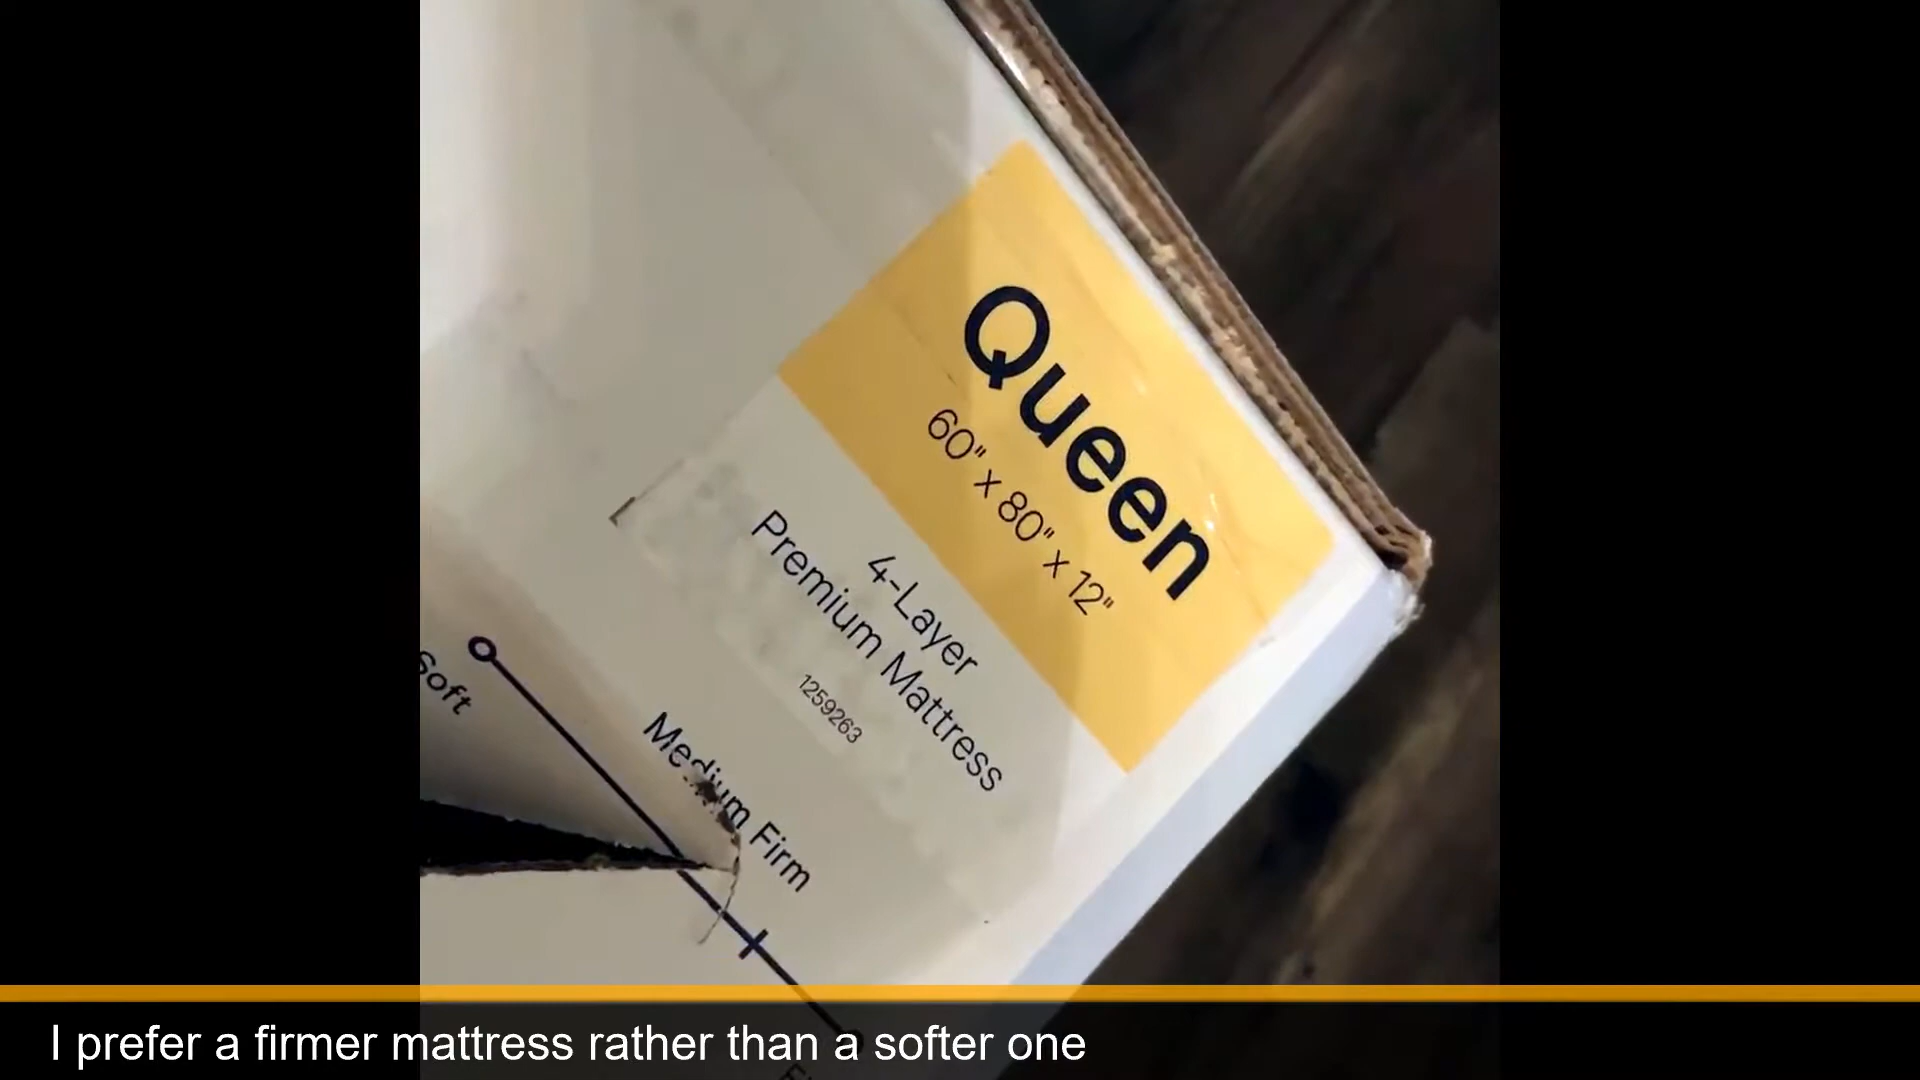 Queen
60" x 80" x 12"
4-Layer
Premium Mattress
1259263
soft
Medium Firm
I prefer a firmer mattress rather than a softer one